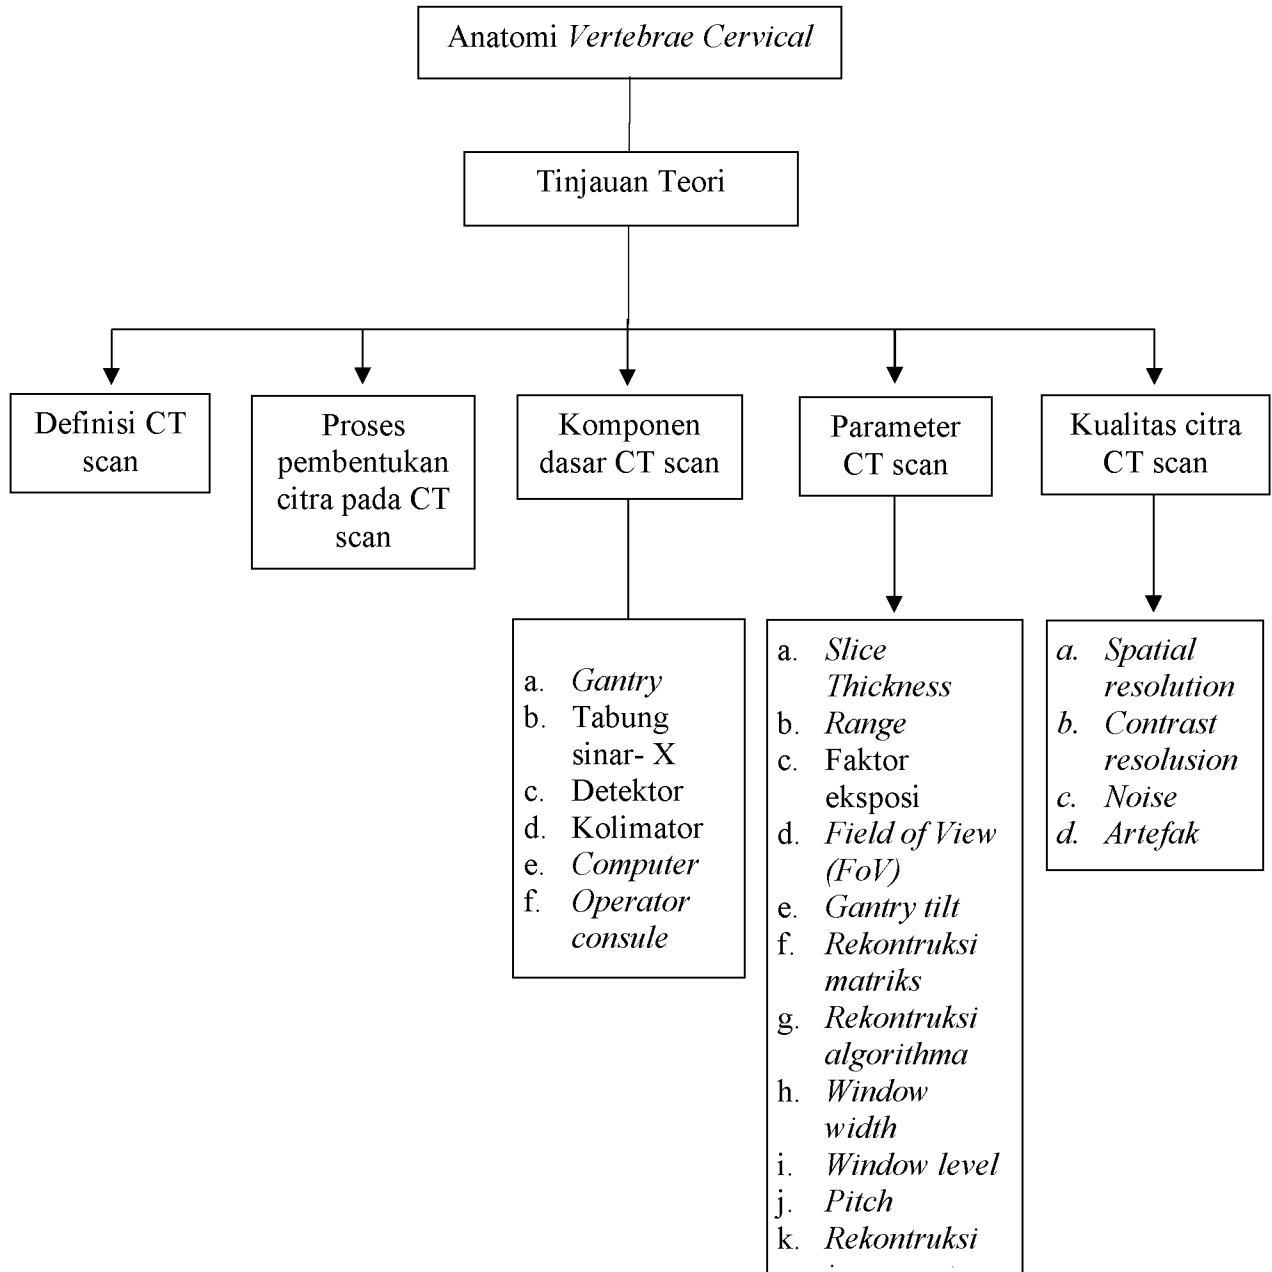 Anatomi Vertebrae Cervical
Tinjauan Teori
Definisi CT
scan
Proses
pembentukan
citra pada CT
scan
Komponen
dasar CT scan
Parameter
CT scan
Kualitas citra
CT scan
a. Gantry
b. Tabung
sinar- X
c. Detektor
d. Kolimator
e. Computer
f. Operator
consule
a. Slice
Thickness
b. Range
c. Faktor
eksposi
d. Field of View
(FoV)
e. Gantry tilt
f. Rekontruksi
matriks
g. Rekontruksi
algorithma
h. Window
width
i. Window level
j. Pitch
k. Rekontruksi
a. Spatial
resolution
b. Contrast
resolusion
c. Noise
d. Artefak